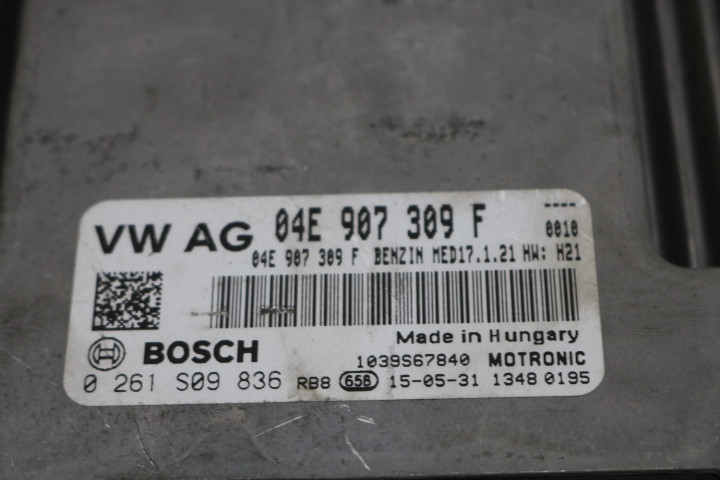 VW AG 04E 907 309 F ----
0010
04E 907 309 F BENZIN MED17.1.21 HW: H21
Made in Hungary
BOSCH 1039S67840 MOTRONIC
0 261 S09 836 RB8 658 15-05-31 1348 0195